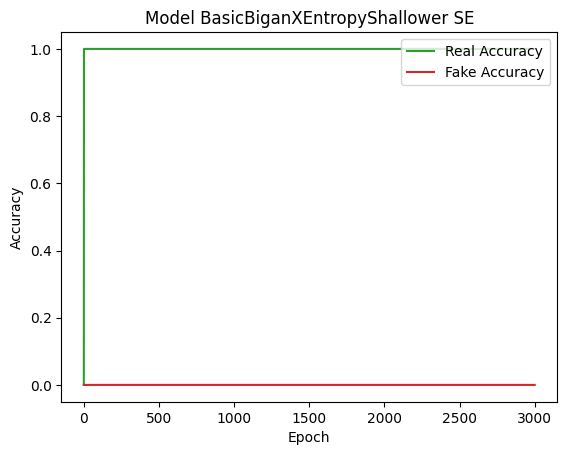 Model BasicBiganXEntropyShallower SE
Real Accuracy
Fake Accuracy
Accuracy
1.0
0.8
0.6
0.4
0.2
0.0
0 500 1000 1500 2000 2500 3000
Epoch